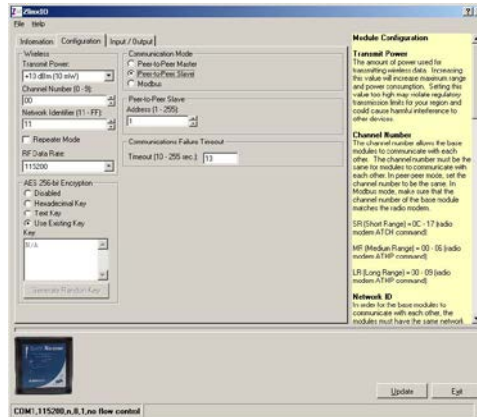 ZlinxIO
File Help
Information Configuration Input / Output
Wireless
Transmit Power:
+10 dBm (10 mW)
Channel Number (0 - 9):
00
Network Identifier (11 - FF):
11
Repeater Mode
RF Data Rate:
115200
AES 256-bit Encryption
Disabled
Hexadecimal Key
Text Key
Use Existing Key
Key:
N/A
Generate Random Key
Communication Mode
Peer-to-Peer Master
Peer-to-Peer Slave
Modbus
Peer-to-Peer Slave
Address (1 - 255):
1
Communications Failure Timeout
Timeout (10 - 255 sec.)
Module Configuration
Transmit Power
The amount of power used for
transmitting wireless data. Increasing
this value will increase maximum range
and power consumption. Setting this
value too high may violate regulatory
transmission limits for your region and
could cause harmful interference to
other devices.
Channel Number
The channel number allows the base
modules to communicate with each
other. The channel number must be the
same for modules to communicate with
each other. In peer-peer mode, set the
channel number to be the same. In
Modbus mode, make sure that the
channel number of the base module
matches the radio modem.
SR (Short Range) = 0C - 17 (radio
modem ATCH command)
MR (Medium Range) = 00 - 06 (radio
modem ATHP command)
LR (Long Range) = 00 - 09 (radio
modem ATHP command)
Network ID
In order for the base modules to
communicate with each other, the
modules must have the same network
Update Exit
COM1,115200,n,8,1,no flow control